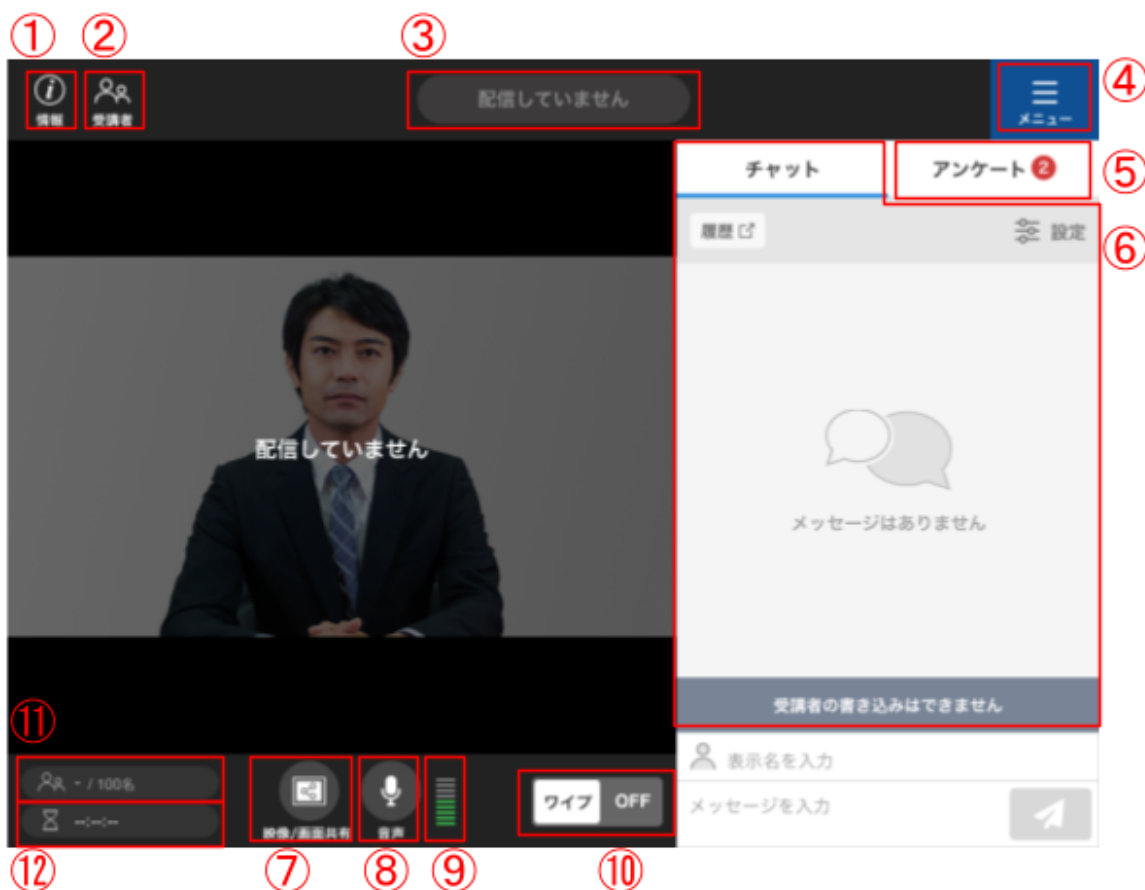 ① ② ③
情報 受講者 配信していません メニュー ④
チャット アンケート 2 ⑤
履歴 設定 ⑥
配信していません
メッセージはありません
受講者の書き込みはできません
⑪
- / 100名
--:--:--
映像/画面共有 音声 ワイプ OFF
表示名を入力
メッセージを入力
⑫ ⑦ ⑧ ⑨ ⑩